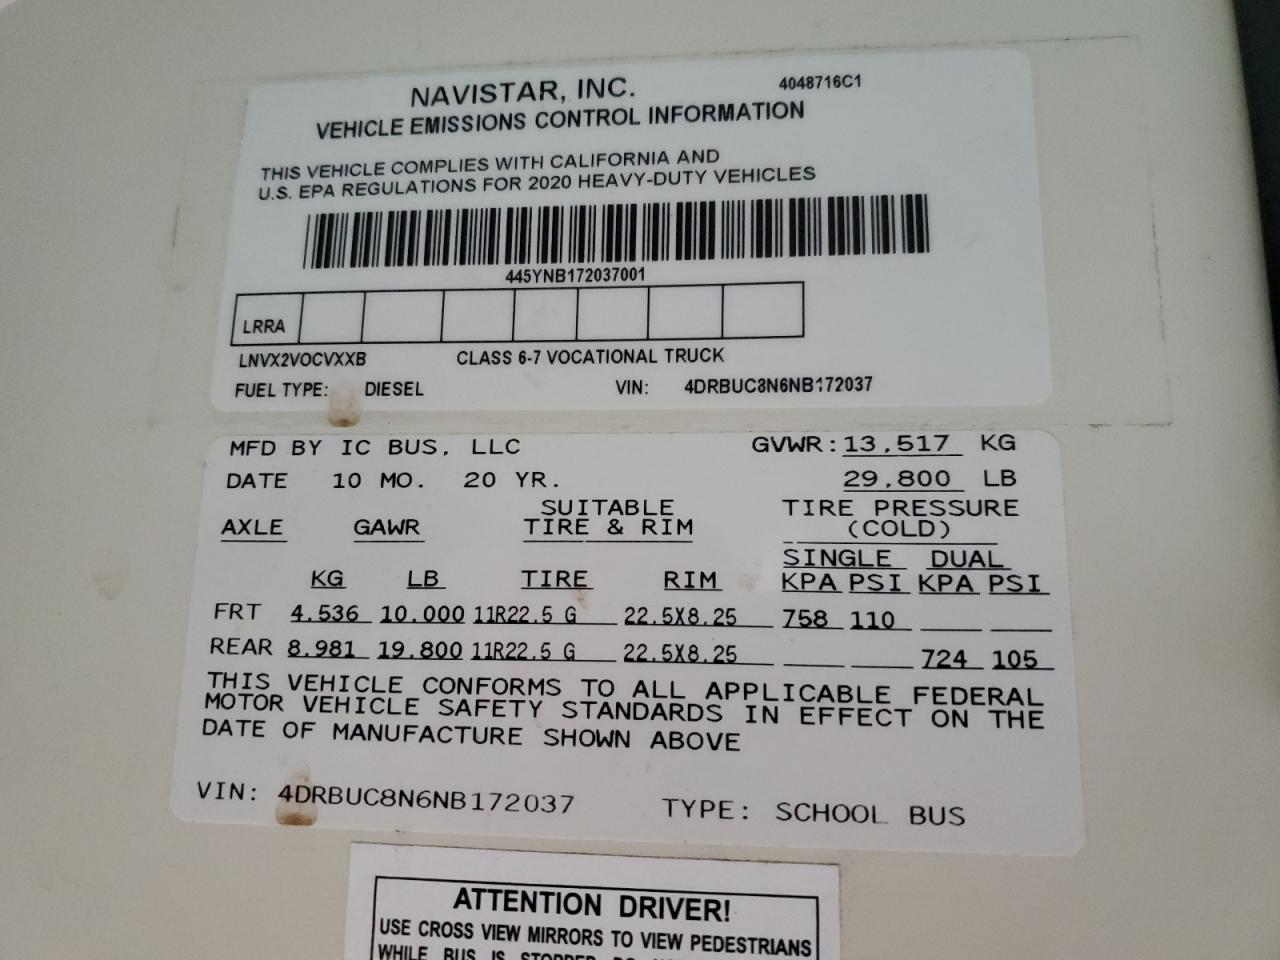 NAVISTAR, INC. 4048716C1
VEHICLE EMISSIONS CONTROL INFORMATION
THIS VEHICLE COMPLIES WITH CALIFORNIA AND
U.S. EPA REGULATIONS FOR 2020 HEAVY-DUTY VEHICLES
445YNB172037001
LRRA
LNVX2VOCVXXB CLASS 6-7 VOCATIONAL TRUCK
FUEL TYPE: DIESEL VIN: 4DRBUC8N6NB172037
MFD BY IC BUS, LLC GVWR: 13,517 KG
DATE 10 MO. 20 YR. 29,800 LB
SUITABLE TIRE PRESSURE
AXLE GAWR TIRE & RIM (COLD)
SINGLE DUAL
KG LB TIRE RIM KPA PSI KPA PSI
FRT 4.536 10.000 11R22.5 G 22.5X8.25 758 110
REAR 8.981 19.800 11R22.5 G 22.5X8.25 724 105
THIS VEHICLE CONFORMS TO ALL APPLICABLE FEDERAL
MOTOR VEHICLE SAFETY STANDARDS IN EFFECT ON THE
DATE OF MANUFACTURE SHOWN ABOVE
VIN: 4DRBUC8N6NB172037 TYPE: SCHOOL BUS
ATTENTION DRIVER!
USE CROSS VIEW MIRRORS TO VIEW PEDESTRIANS
WHILE BUS IS STOPPED